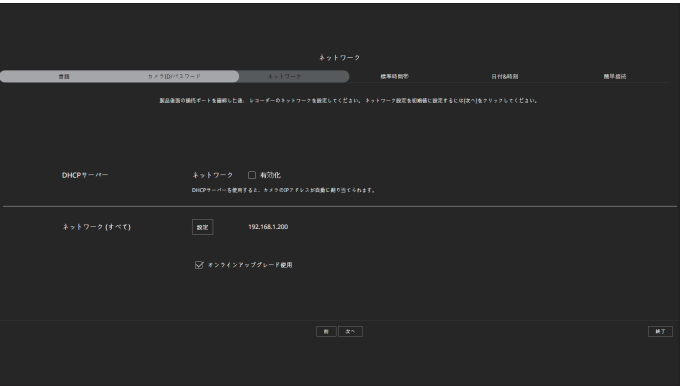 ネットワーク
言語 カメラID/パスワード ネットワーク 標準時間帯 日付&時刻 簡単接続
製品後面の接続ポートを確認した後、レコーダーのネットワークを設定してください。ネットワーク設定を初期値に設定するには[次へ]をクリックしてください。
DHCPサーバー ネットワーク 有効化
DHCPサーバーを使用すると、カメラのIPアドレスが自動に割り当てられます。
ネットワーク (すべて) 設定 192.168.1.200
オンラインアップグレード使用
前 次へ 終了